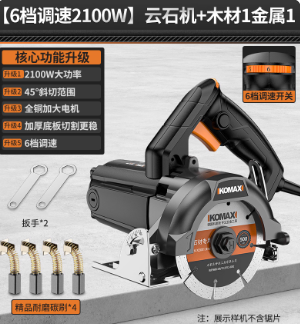 【6档调速2100W】云石机+木材1金属1
核心功能升级
升级1 2100W大功率
升级2 45°斜切范围
升级3 全铜加大电机
升级4 加厚底板切割更稳
升级5 6档调速
6档调速开关
扳手*2
KOMAX
KOMAX
精品耐磨碳刷*4
注：展示样机不含锯片